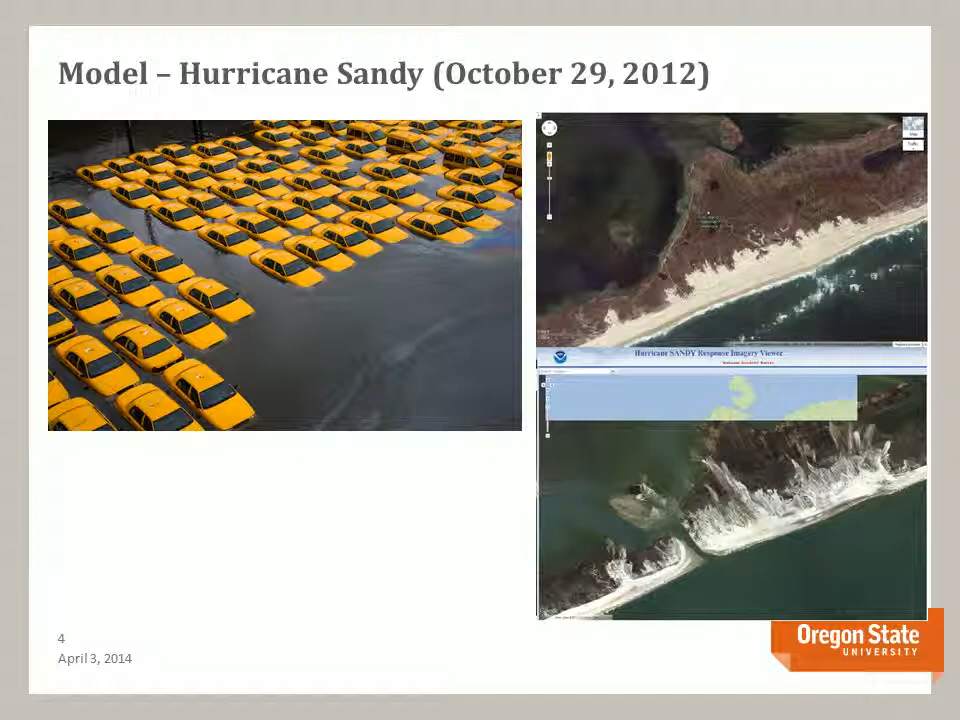 Model – Hurricane Sandy (October 29, 2012)
Hurricane SANDY Response Imagery Viewer
4
April 3, 2014
Oregon State
UNIVERSITY